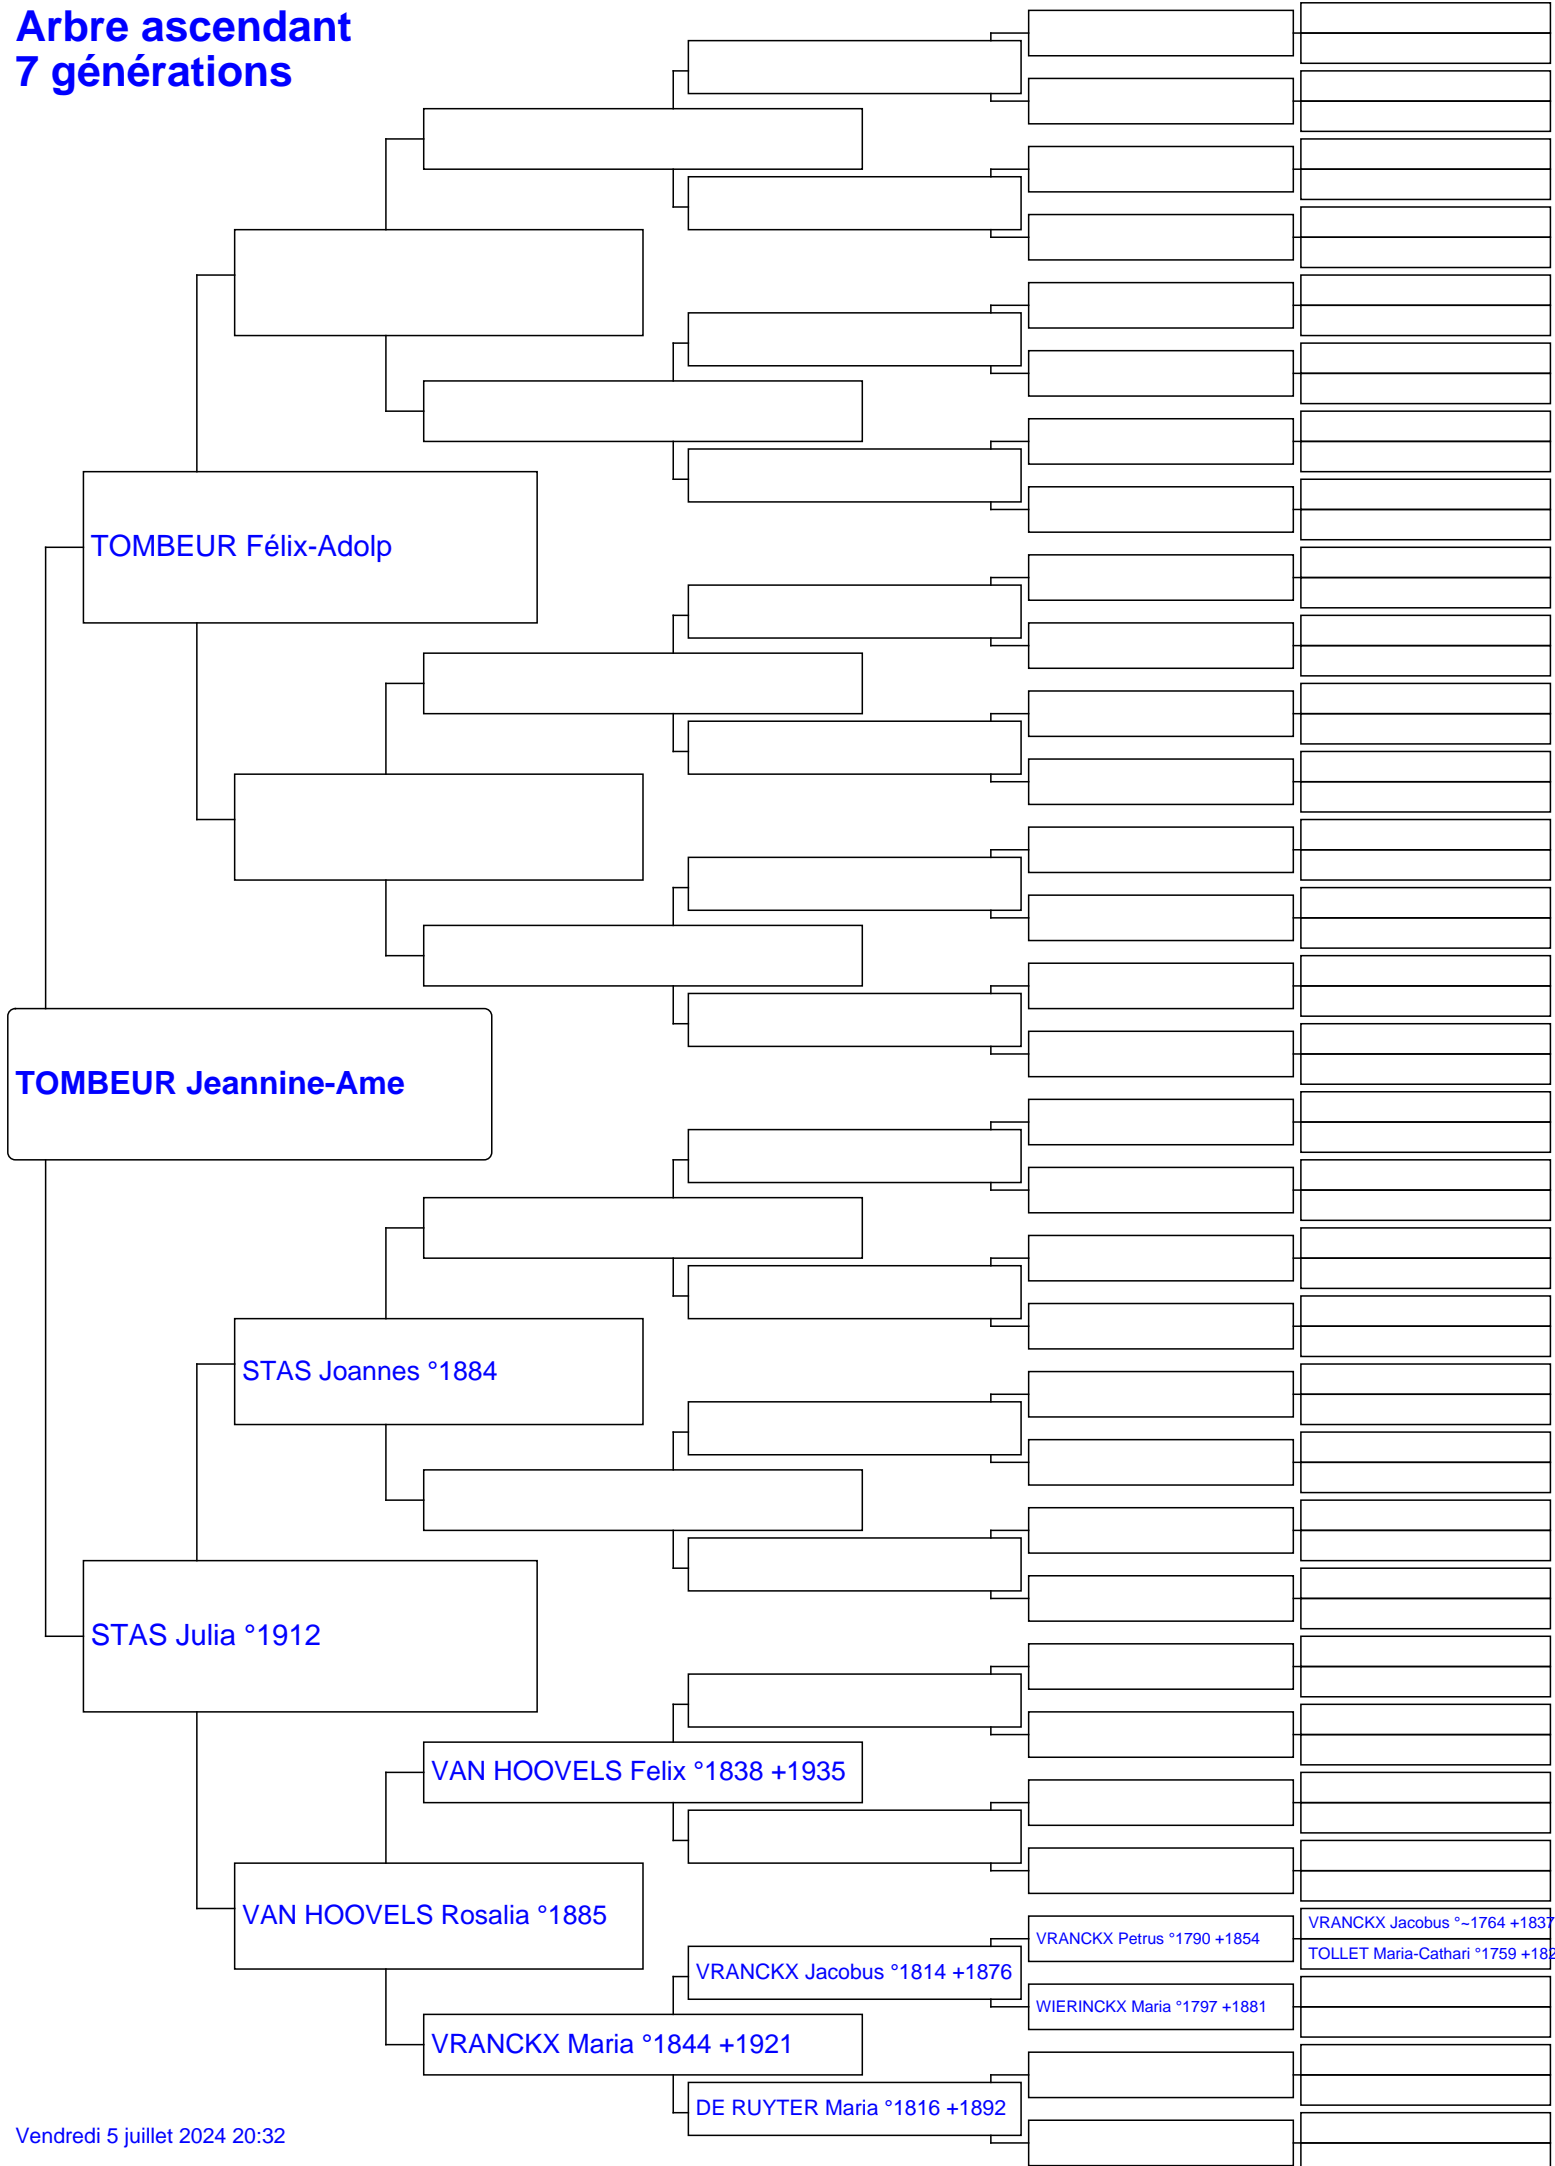 Arbre ascendant
7 générations
TOMBEUR Félix-Adolp
TOMBEUR Jeannine-Ame
STAS Joannes °1884
STAS Julia °1912
VAN HOOVELS Felix °1838 +1935
VAN HOOVELS Rosalia °1885
VRANCKX Jacobus °~1764 +1837
VRANCKX Petrus °1790 +1854
TOLLET Maria-Cathari °1759 +182
VRANCKX Jacobus °1814 +1876
WIERINCKX Maria °1797 +1881
VRANCKX Maria °1844 +1921
DE RUYTER Maria °1816 +1892
Vendredi 5 juillet 2024 20:32